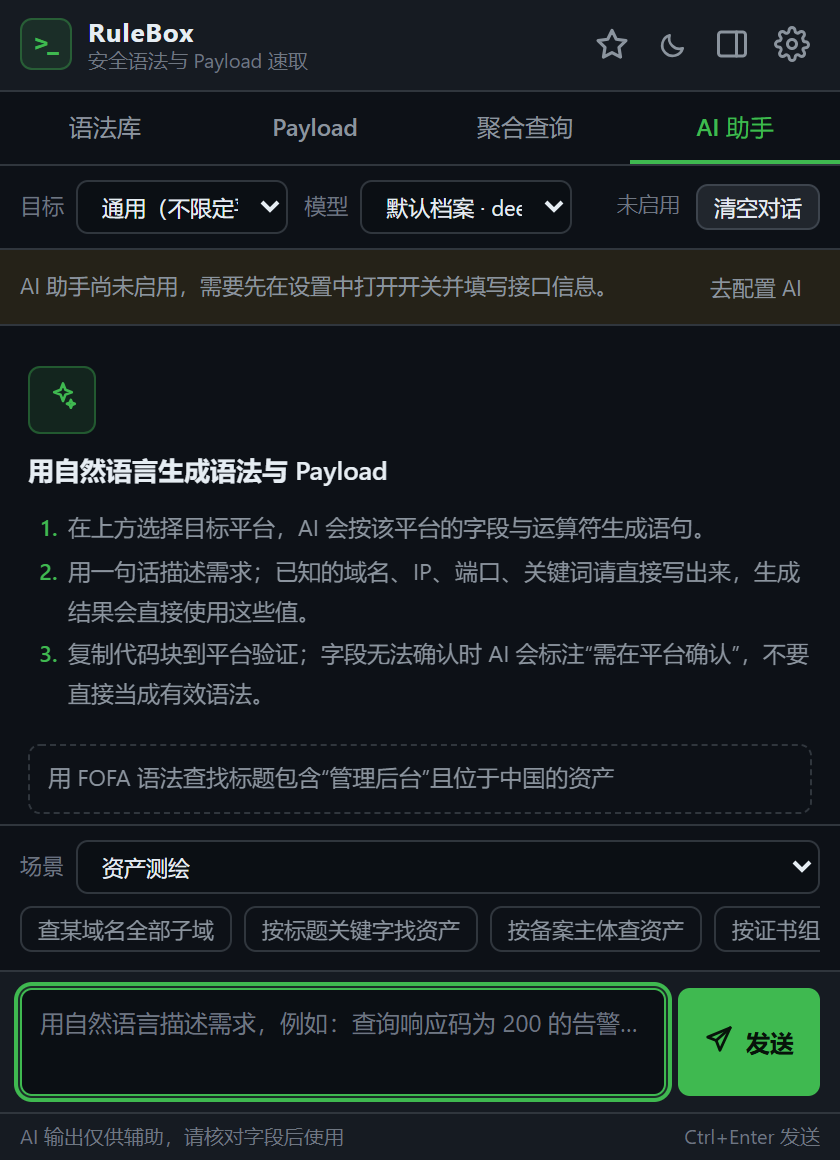 >_
RuleBox
安全语法与 Payload 速取
语法库 Payload 聚合查询 AI 助手
目标 通用（不限定 模型 默认档案 · dee 未启用 清空对话
AI 助手尚未启用，需要先在设置中打开开关并填写接口信息。 去配置 AI
用自然语言生成语法与 Payload
1. 在上方选择目标平台，AI 会按该平台的字段与运算符生成语句。
2. 用一句话描述需求；已知的域名、IP、端口、关键词请直接写出来，生成
结果会直接使用这些值。
3. 复制代码块到平台验证；字段无法确认时 AI 会标注“需在平台确认”，不要
直接当成有效语法。
用 FOFA 语法查找标题包含“管理后台”且位于中国的资产
场景 资产测绘
查某域名全部子域 按标题关键字找资产 按备案主体查资产 按证书组
用自然语言描述需求，例如：查询响应码为 200 的告警...
发送
AI 输出仅供辅助，请核对字段后使用 Ctrl+Enter 发送